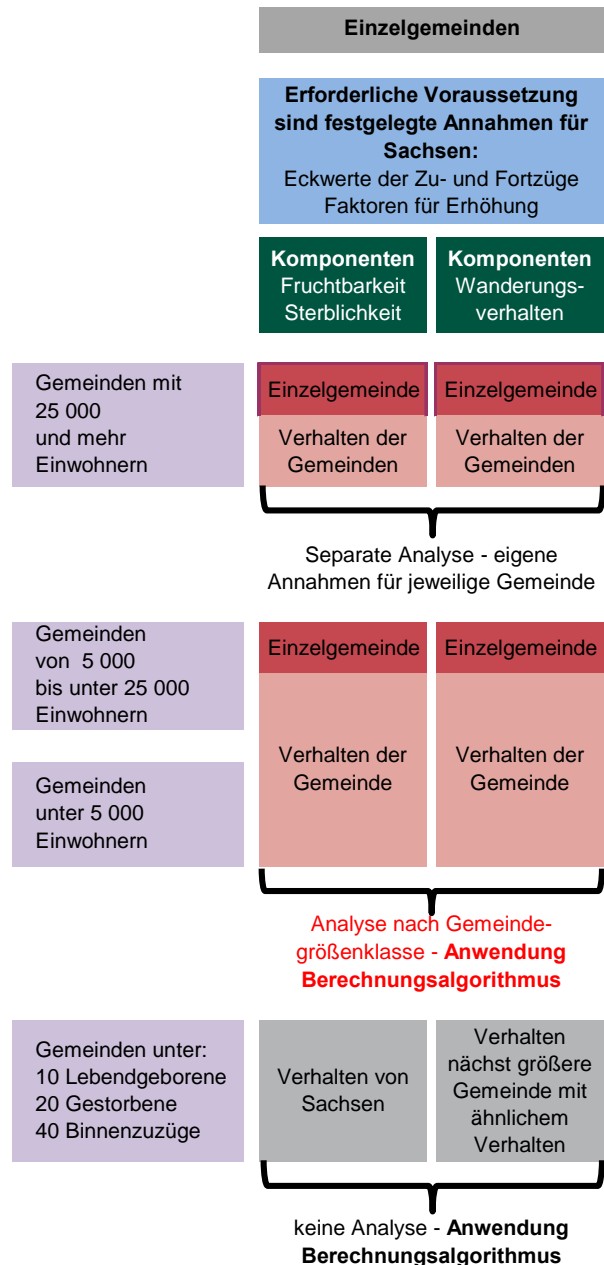 Einzelgemeinden
Erforderliche Voraussetzung
sind festgelegte Annahmen für
Sachsen:
Eckwerte der Zu- und Fortzüge
Faktoren für Erhöhung
Komponenten
Fruchtbarkeit
Sterblichkeit
Komponenten
Wanderungs-
verhalten
Gemeinden mit
25 000
und mehr
Einwohnern
Einzelgemeinde
Verhalten der
Gemeinden
Einzelgemeinde
Verhalten der
Gemeinden
Separate Analyse - eigene
Annahmen für jeweilige Gemeinde
Gemeinden
von 5 000
bis unter 25 000
Einwohnern
Gemeinden
unter 5 000
Einwohnern
Einzelgemeinde
Verhalten der
Gemeinde
Einzelgemeinde
Verhalten der
Gemeinde
Analyse nach Gemeinde-
größenklasse - Anwendung
Berechnungsalgorithmus
Gemeinden unter:
10 Lebendgeborene
20 Gestorbene
40 Binnenzuzüge
Verhalten von
Sachsen
Verhalten
nächst größere
Gemeinde mit
ähnlichem
Verhalten
keine Analyse - Anwendung
Berechnungsalgorithmus